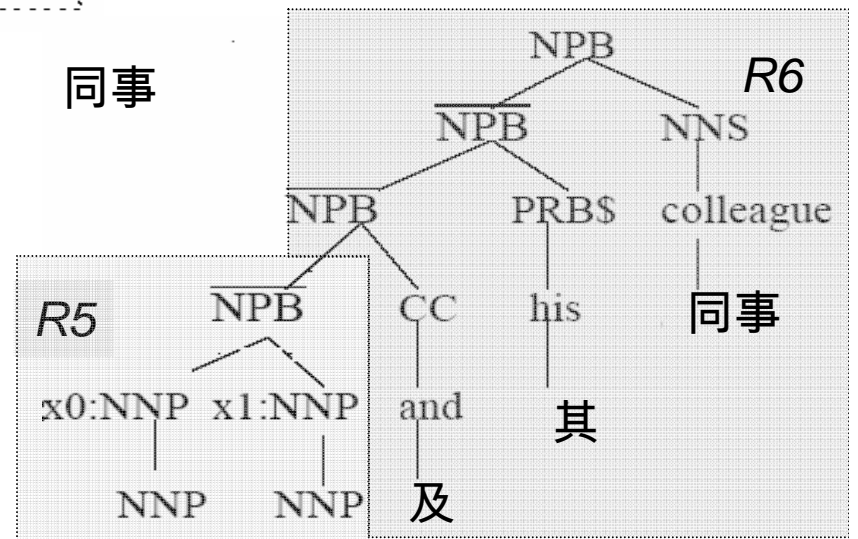 NPB
R6
同事
NPB NNS
NPB PRB$ colleague
R5 NPB CC his 同事
x0:NNP x1:NNP and 其
NNP NNP 及